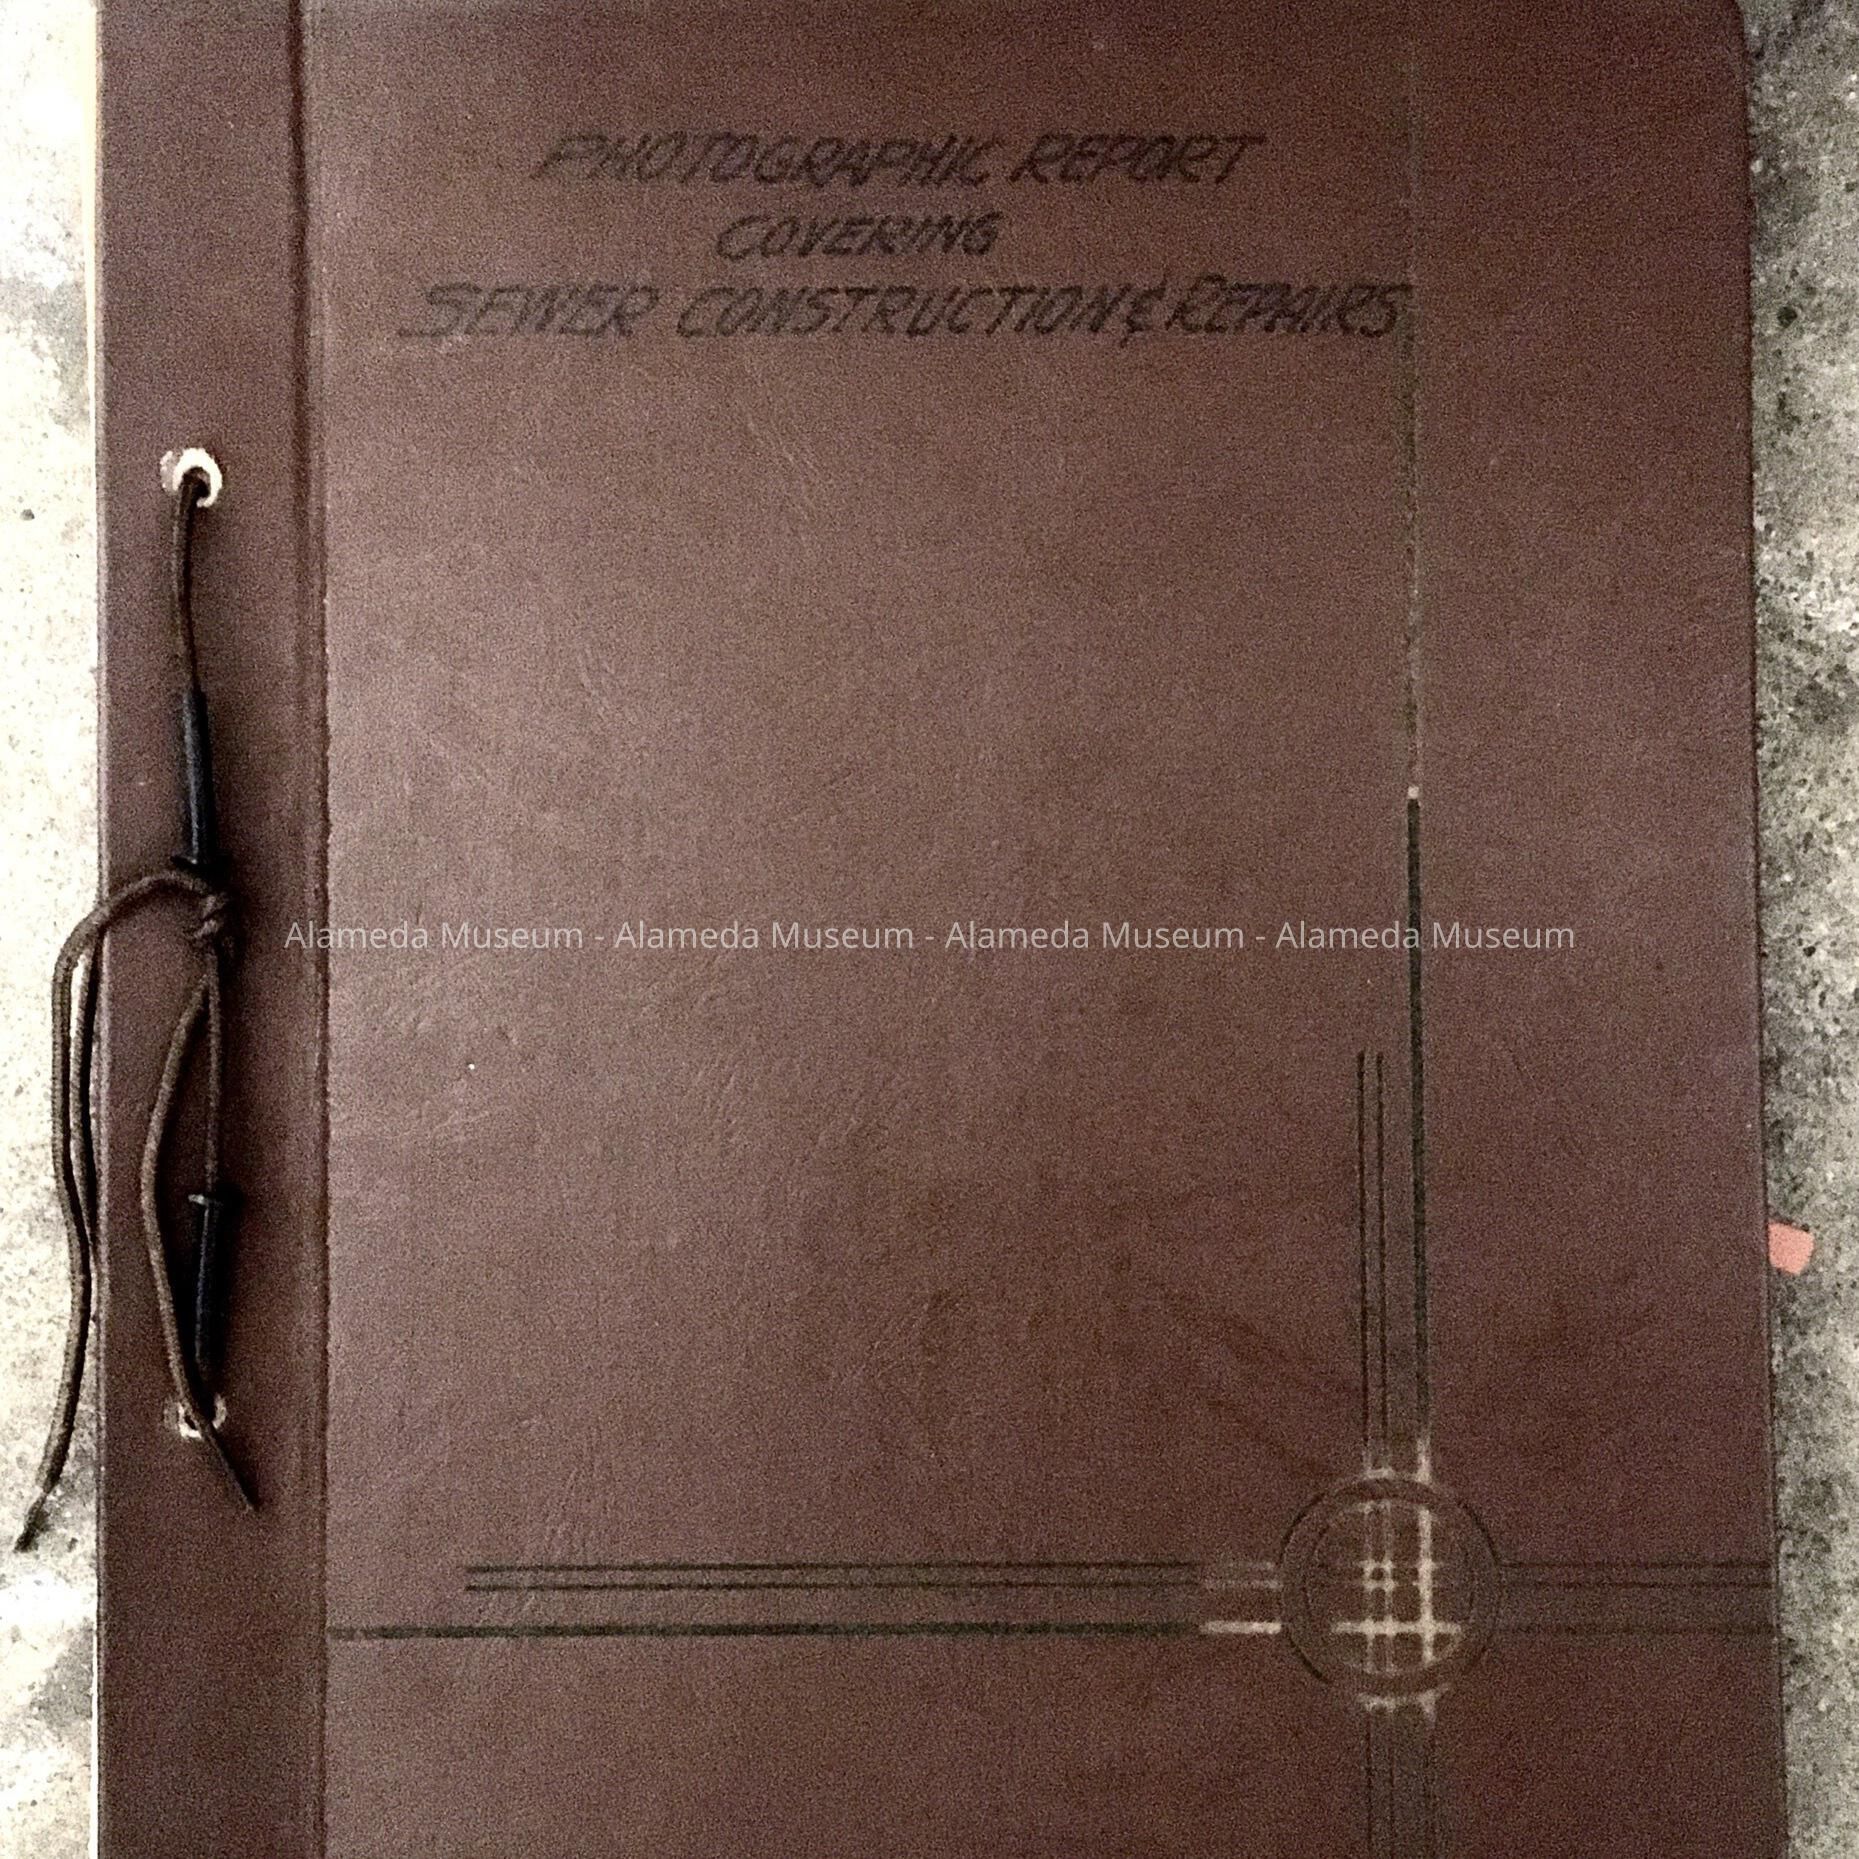 PHOTOGRAPHIC REPORT
COVERING
SEWER CONSTRUCTION & REPAIRS
Alameda Museum - Alameda Museum - Alameda Museum - Alameda Museum